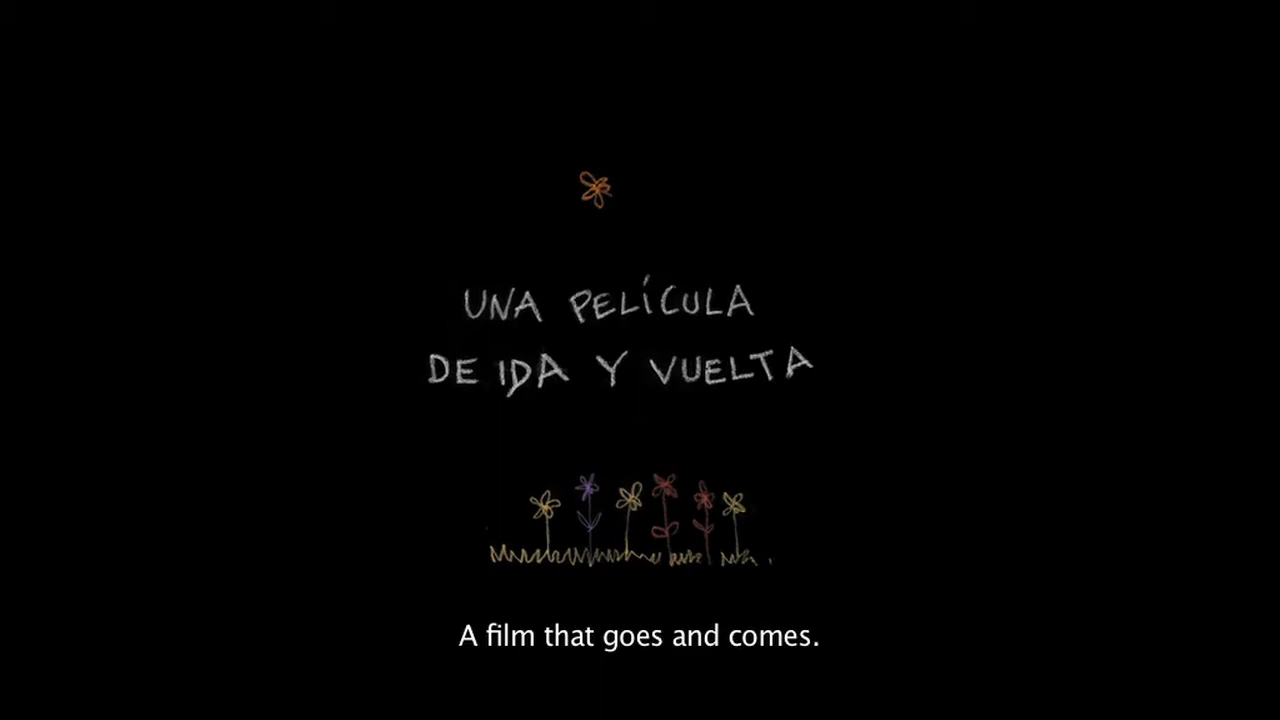 UNA PELÍCULA
DE IDA Y VUELTA
A film that goes and comes.